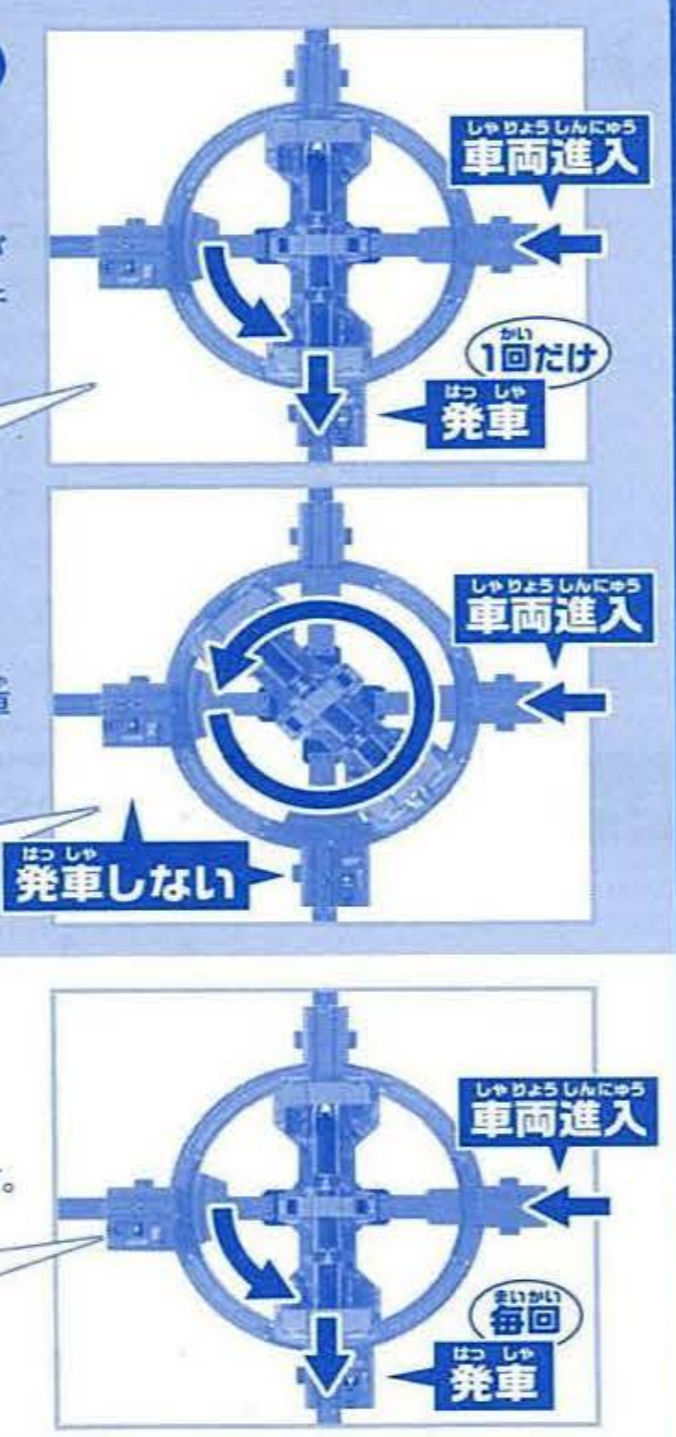 しゃりょうしんにゅう
車両進入
かい
1回だけ
はっしゃ
発車
しゃりょうしんにゅう
車両進入
はっしゃ
発車しない
しゃりょうしんにゅう
車両進入
。
まいかい
毎回
はっしゃ
発車